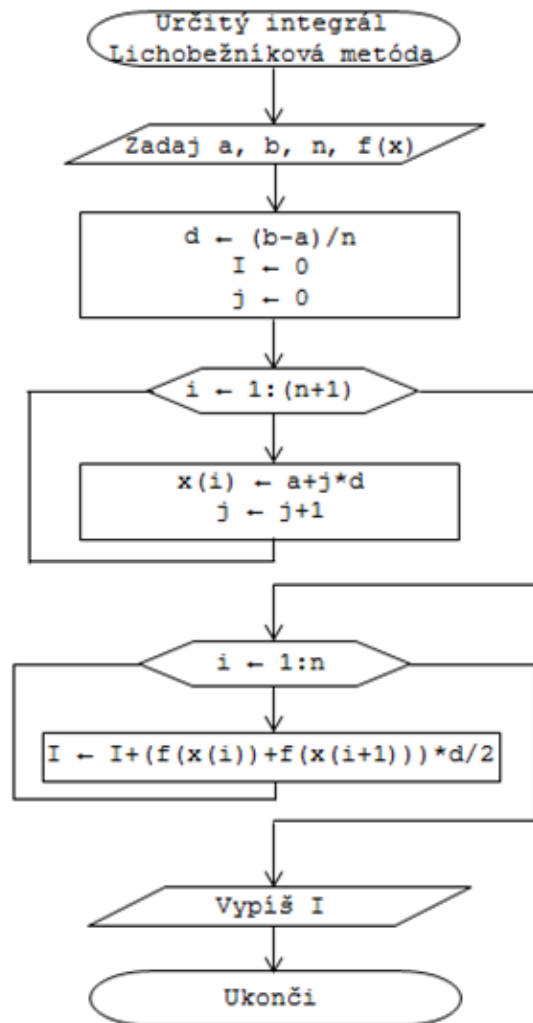 Určitý integrál
Lichobežníková metóda
Zadaj a, b, n, f(x)
d ← (b-a)/n
I ← 0
j ← 0
i ← 1:(n+1)
x(i) ← a+j*d
j ← j+1
i ← 1:n
I ← I+(f(x(i))+f(x(i+1)))*d/2
Vypíš I
Ukonči